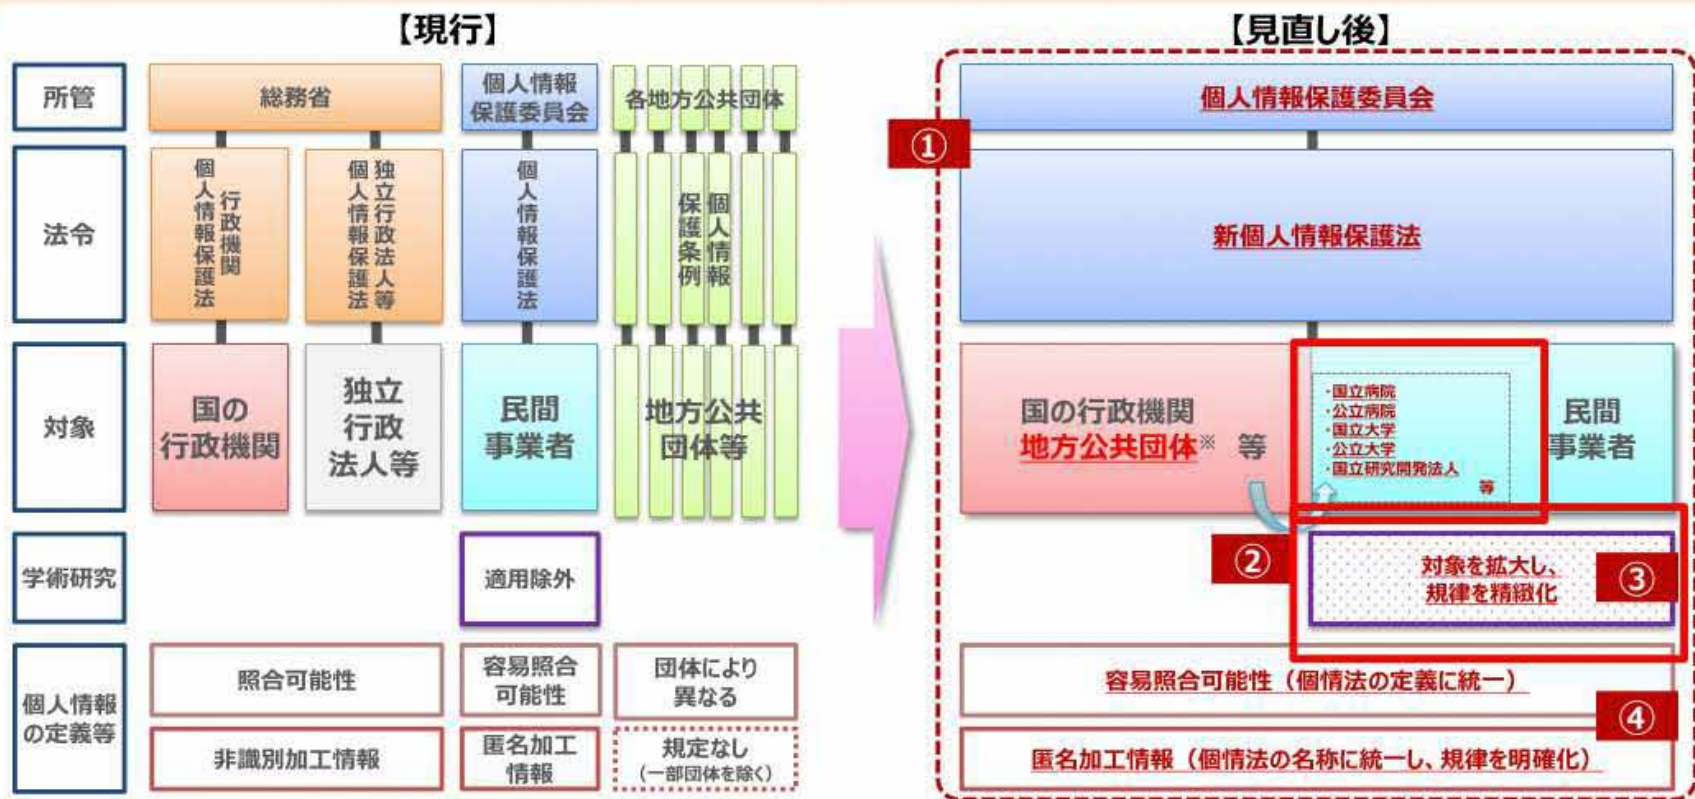 【現行】
【見直し後】
所管
総務省
個人情報
保護委員会
各地方公共団体
個人情報保護委員会
①
法令
行政機関
個人情報保護法
独立行政法人等
個人情報保護法
個人情報保護法
個人情報
保護条例
新個人情報保護法
対象
国の
行政機関
独立
行政
法人等
民間
事業者
地方公共
団体等
国の行政機関
地方公共団体※ 等
・国立病院
・公立病院
・国立大学
・公立大学
・国立研究開発法人
等
民間
事業者
学術研究
適用除外
②
対象を拡大し、
規律を精緻化
③
個人情報
の定義等
照合可能性
容易照合
可能性
団体により
異なる
容易照合可能性（個情法の定義に統一）
④
非識別加工情報
匿名加工
情報
規定なし
（一部団体を除く）
匿名加工情報（個情法の名称に統一し、規律を明確化）